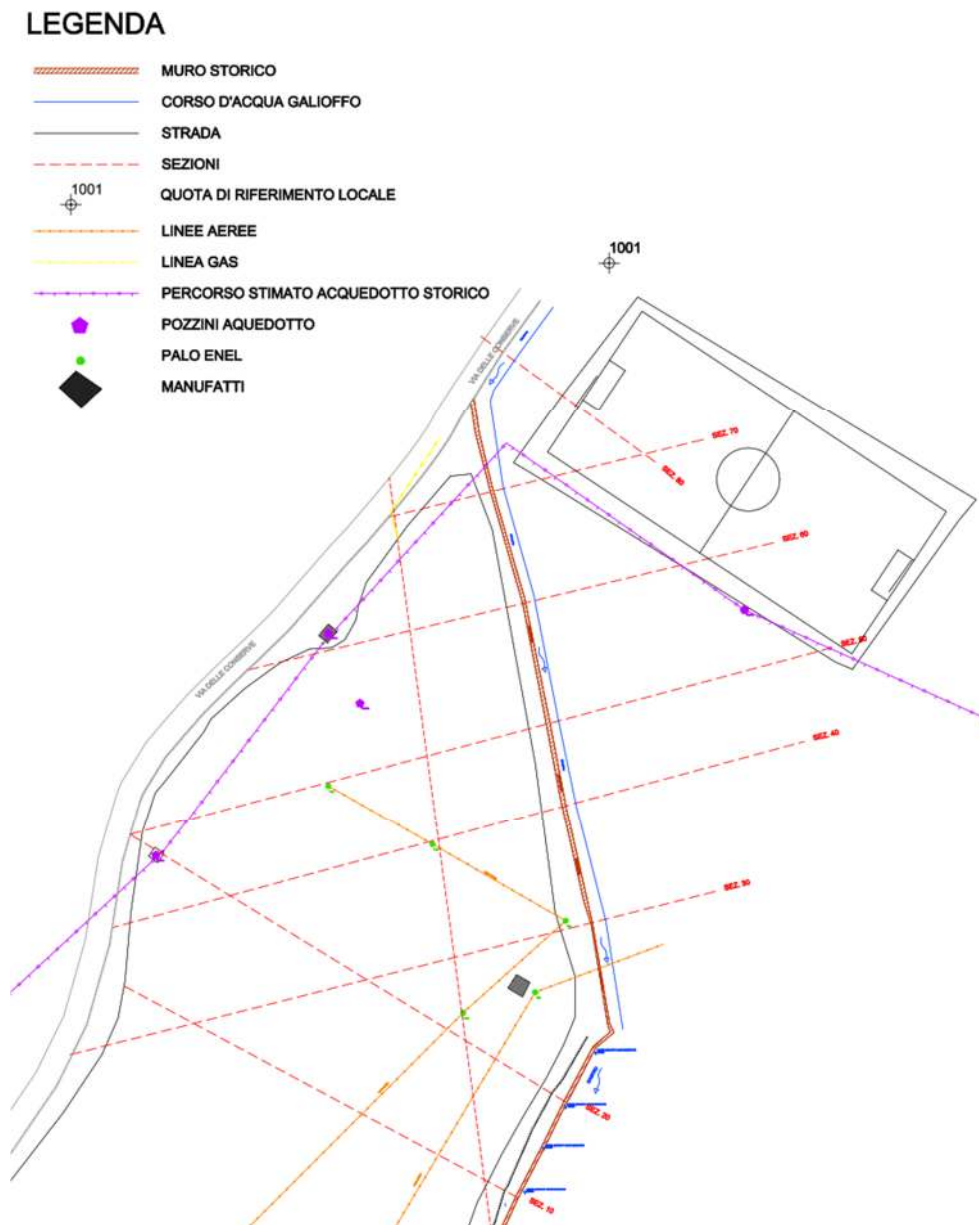 LEGENDA
MURO STORICO
CORSO D'ACQUA GALIOFFO
STRADA
SEZIONI
1001
QUOTA DI RIFERIMENTO LOCALE
LINEE AEREE
LINEA GAS
PERCORSO STIMATO ACQUEDOTTO STORICO
POZZINI AQUEDOTTO
PALO ENEL
MANUFATTI
1001
VIA DELLE CONSERVE
SEZ. 70
SEZ. 80
SEZ. 60
SEZ. 50
VIA DELLE CONSERVE
SEZ. 40
SEZ. 30
SEZ. 20
SEZ. 10